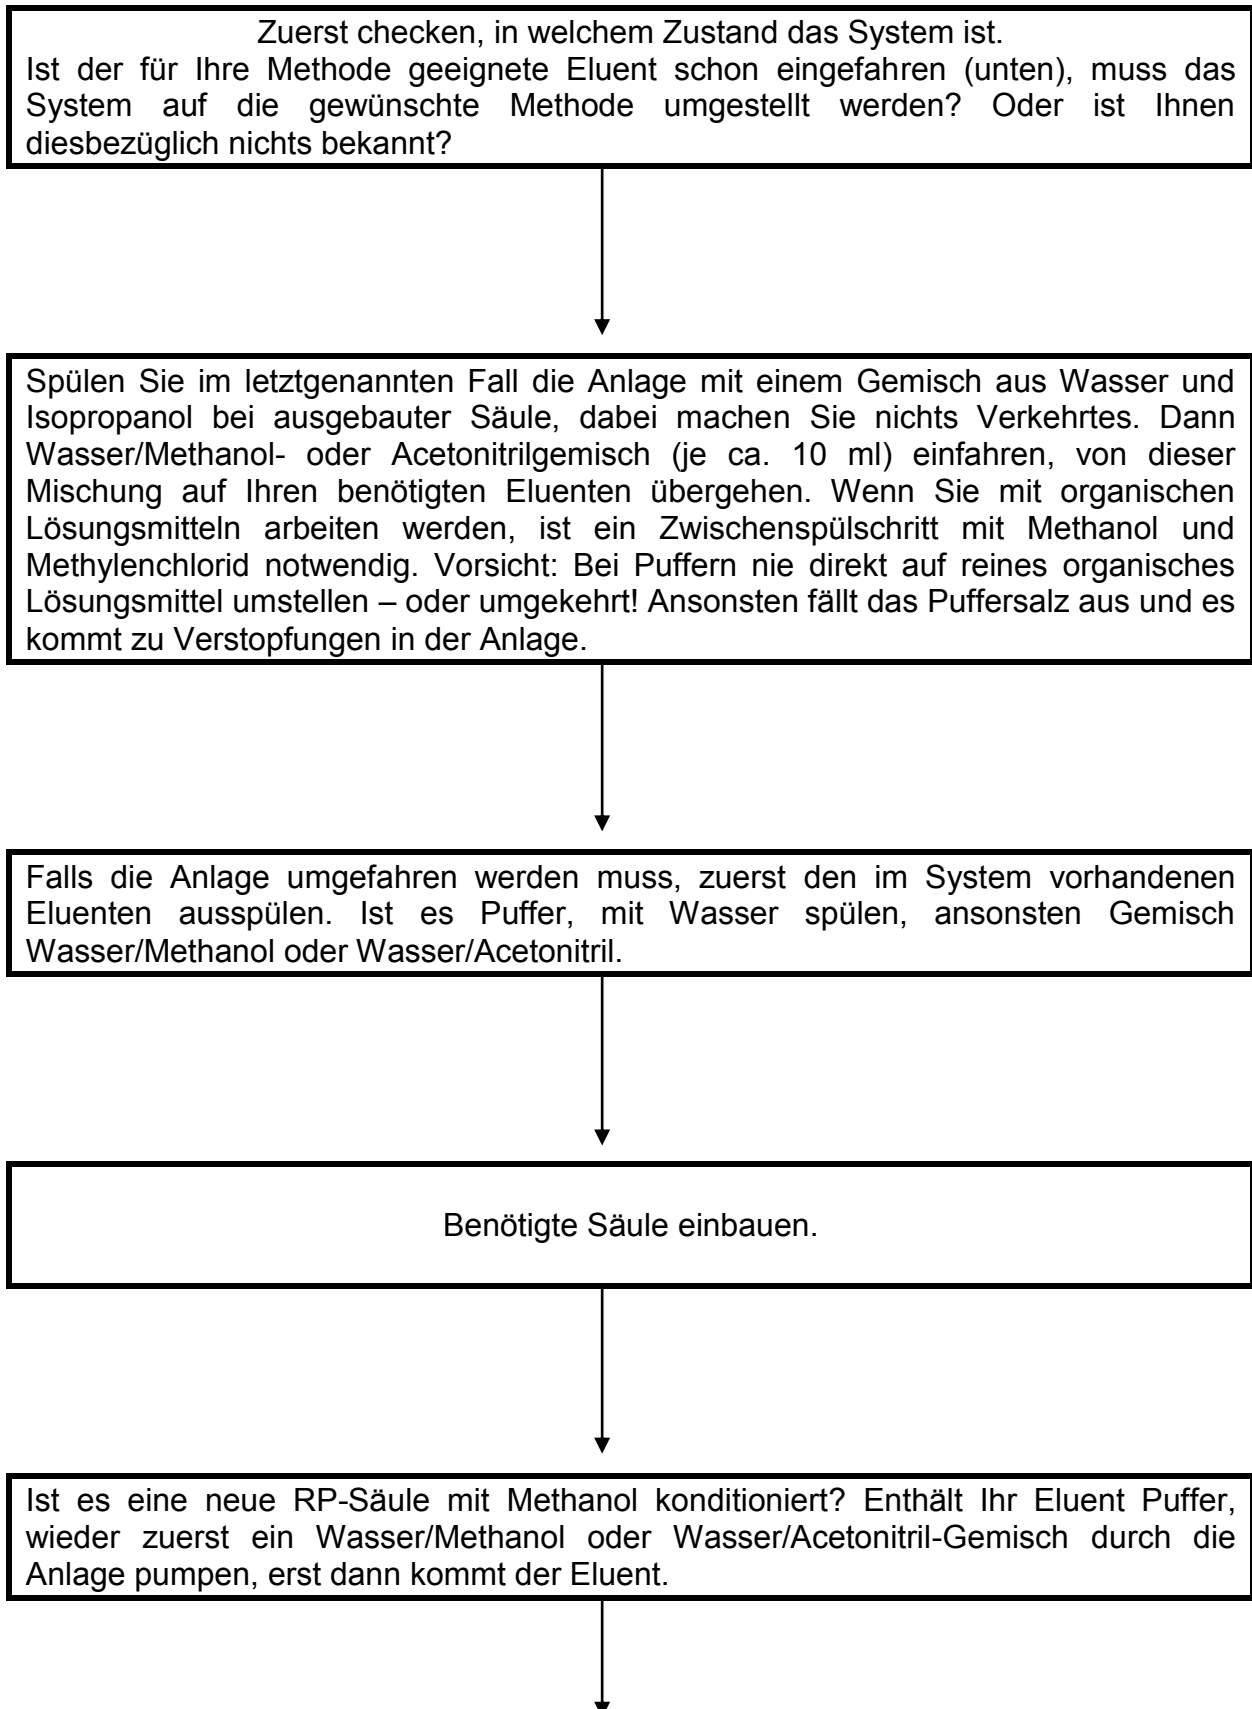 Zuerst checken, in welchem Zustand das System ist.
Ist der für Ihre Methode geeignete Eluent schon eingefahren (unten), muss das
System auf die gewünschte Methode umgestellt werden? Oder ist Ihnen
diesbezüglich nichts bekannt?
Spülen Sie im letztgenannten Fall die Anlage mit einem Gemisch aus Wasser und
Isopropanol bei ausgebauter Säule, dabei machen Sie nichts Verkehrtes. Dann
Wasser/Methanol- oder Acetonitrilgemisch (je ca. 10 ml) einfahren, von dieser
Mischung auf Ihren benötigten Eluenten übergehen. Wenn Sie mit organischen
Lösungsmitteln arbeiten werden, ist ein Zwischenspülschritt mit Methanol und
Methylenchlorid notwendig. Vorsicht: Bei Puffern nie direkt auf reines organisches
Lösungsmittel umstellen – oder umgekehrt! Ansonsten fällt das Puffersalz aus und es
kommt zu Verstopfungen in der Anlage.
Falls die Anlage umgefahren werden muss, zuerst den im System vorhandenen
Eluenten ausspülen. Ist es Puffer, mit Wasser spülen, ansonsten Gemisch
Wasser/Methanol oder Wasser/Acetonitril.
Benötigte Säule einbauen.
Ist es eine neue RP-Säule mit Methanol konditioniert? Enthält Ihr Eluent Puffer,
wieder zuerst ein Wasser/Methanol oder Wasser/Acetonitril-Gemisch durch die
Anlage pumpen, erst dann kommt der Eluent.